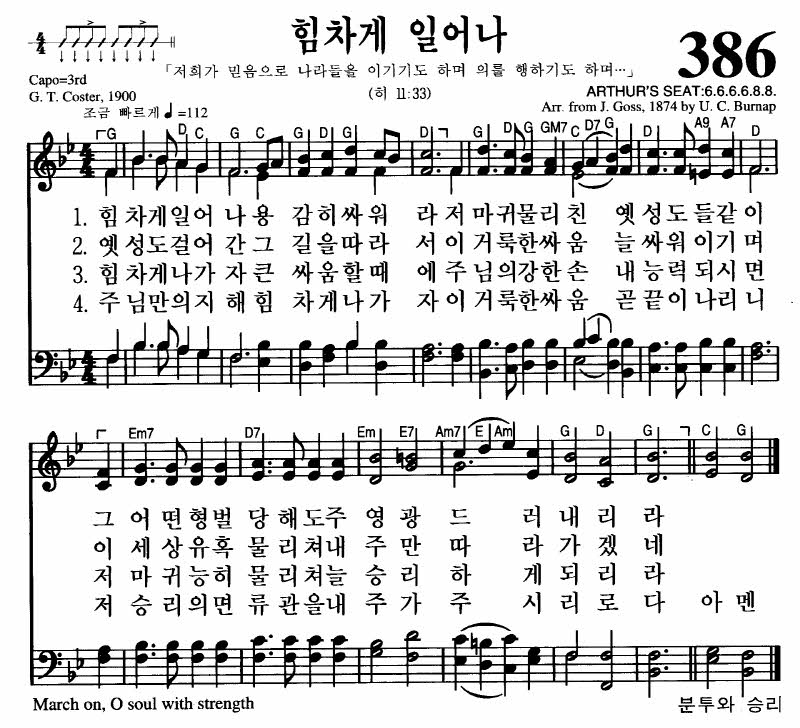 힘차게 일어나
386
「저희가 믿음으로 나라들을 이기기도 하며 의를 행하기도 하며…」
(히 11:33)
Capo=3rd
G. T. Coster, 1900
ARTHUR'S SEAT:6.6.6.6.8.8.
Arr. from J. Goss, 1874 by U. C. Burnap
조금 빠르게 ♩=112
G D C G C G D G GM7 C D7 G D A9 A7 D
1. 힘 차게일어 나용 감히싸워 라저 마귀물리친 옛성도들같이
2. 옛성도걸어 간그 길을따라 서이 거룩한싸움 늘싸워이기며
3. 힘 차게나가 자큰 싸움할때 에주 님의강한손 내능력되시면
4. 주님만의지 해힘 차게나가 자이 거룩한싸움 곧끝이나리니
Em7 D7 Em E7 Am7 E Am G D G C G
그 어떤형벌 당해도주 영광 드 러내리라
이 세상유혹 물리쳐내 주만 따 라가겠네
저 마귀능히 물리쳐늘 승리 하 게되리라
저 승리의면 류관을내 주가 주 시리로다 아멘
March on, O soul with strength
분투와 승리